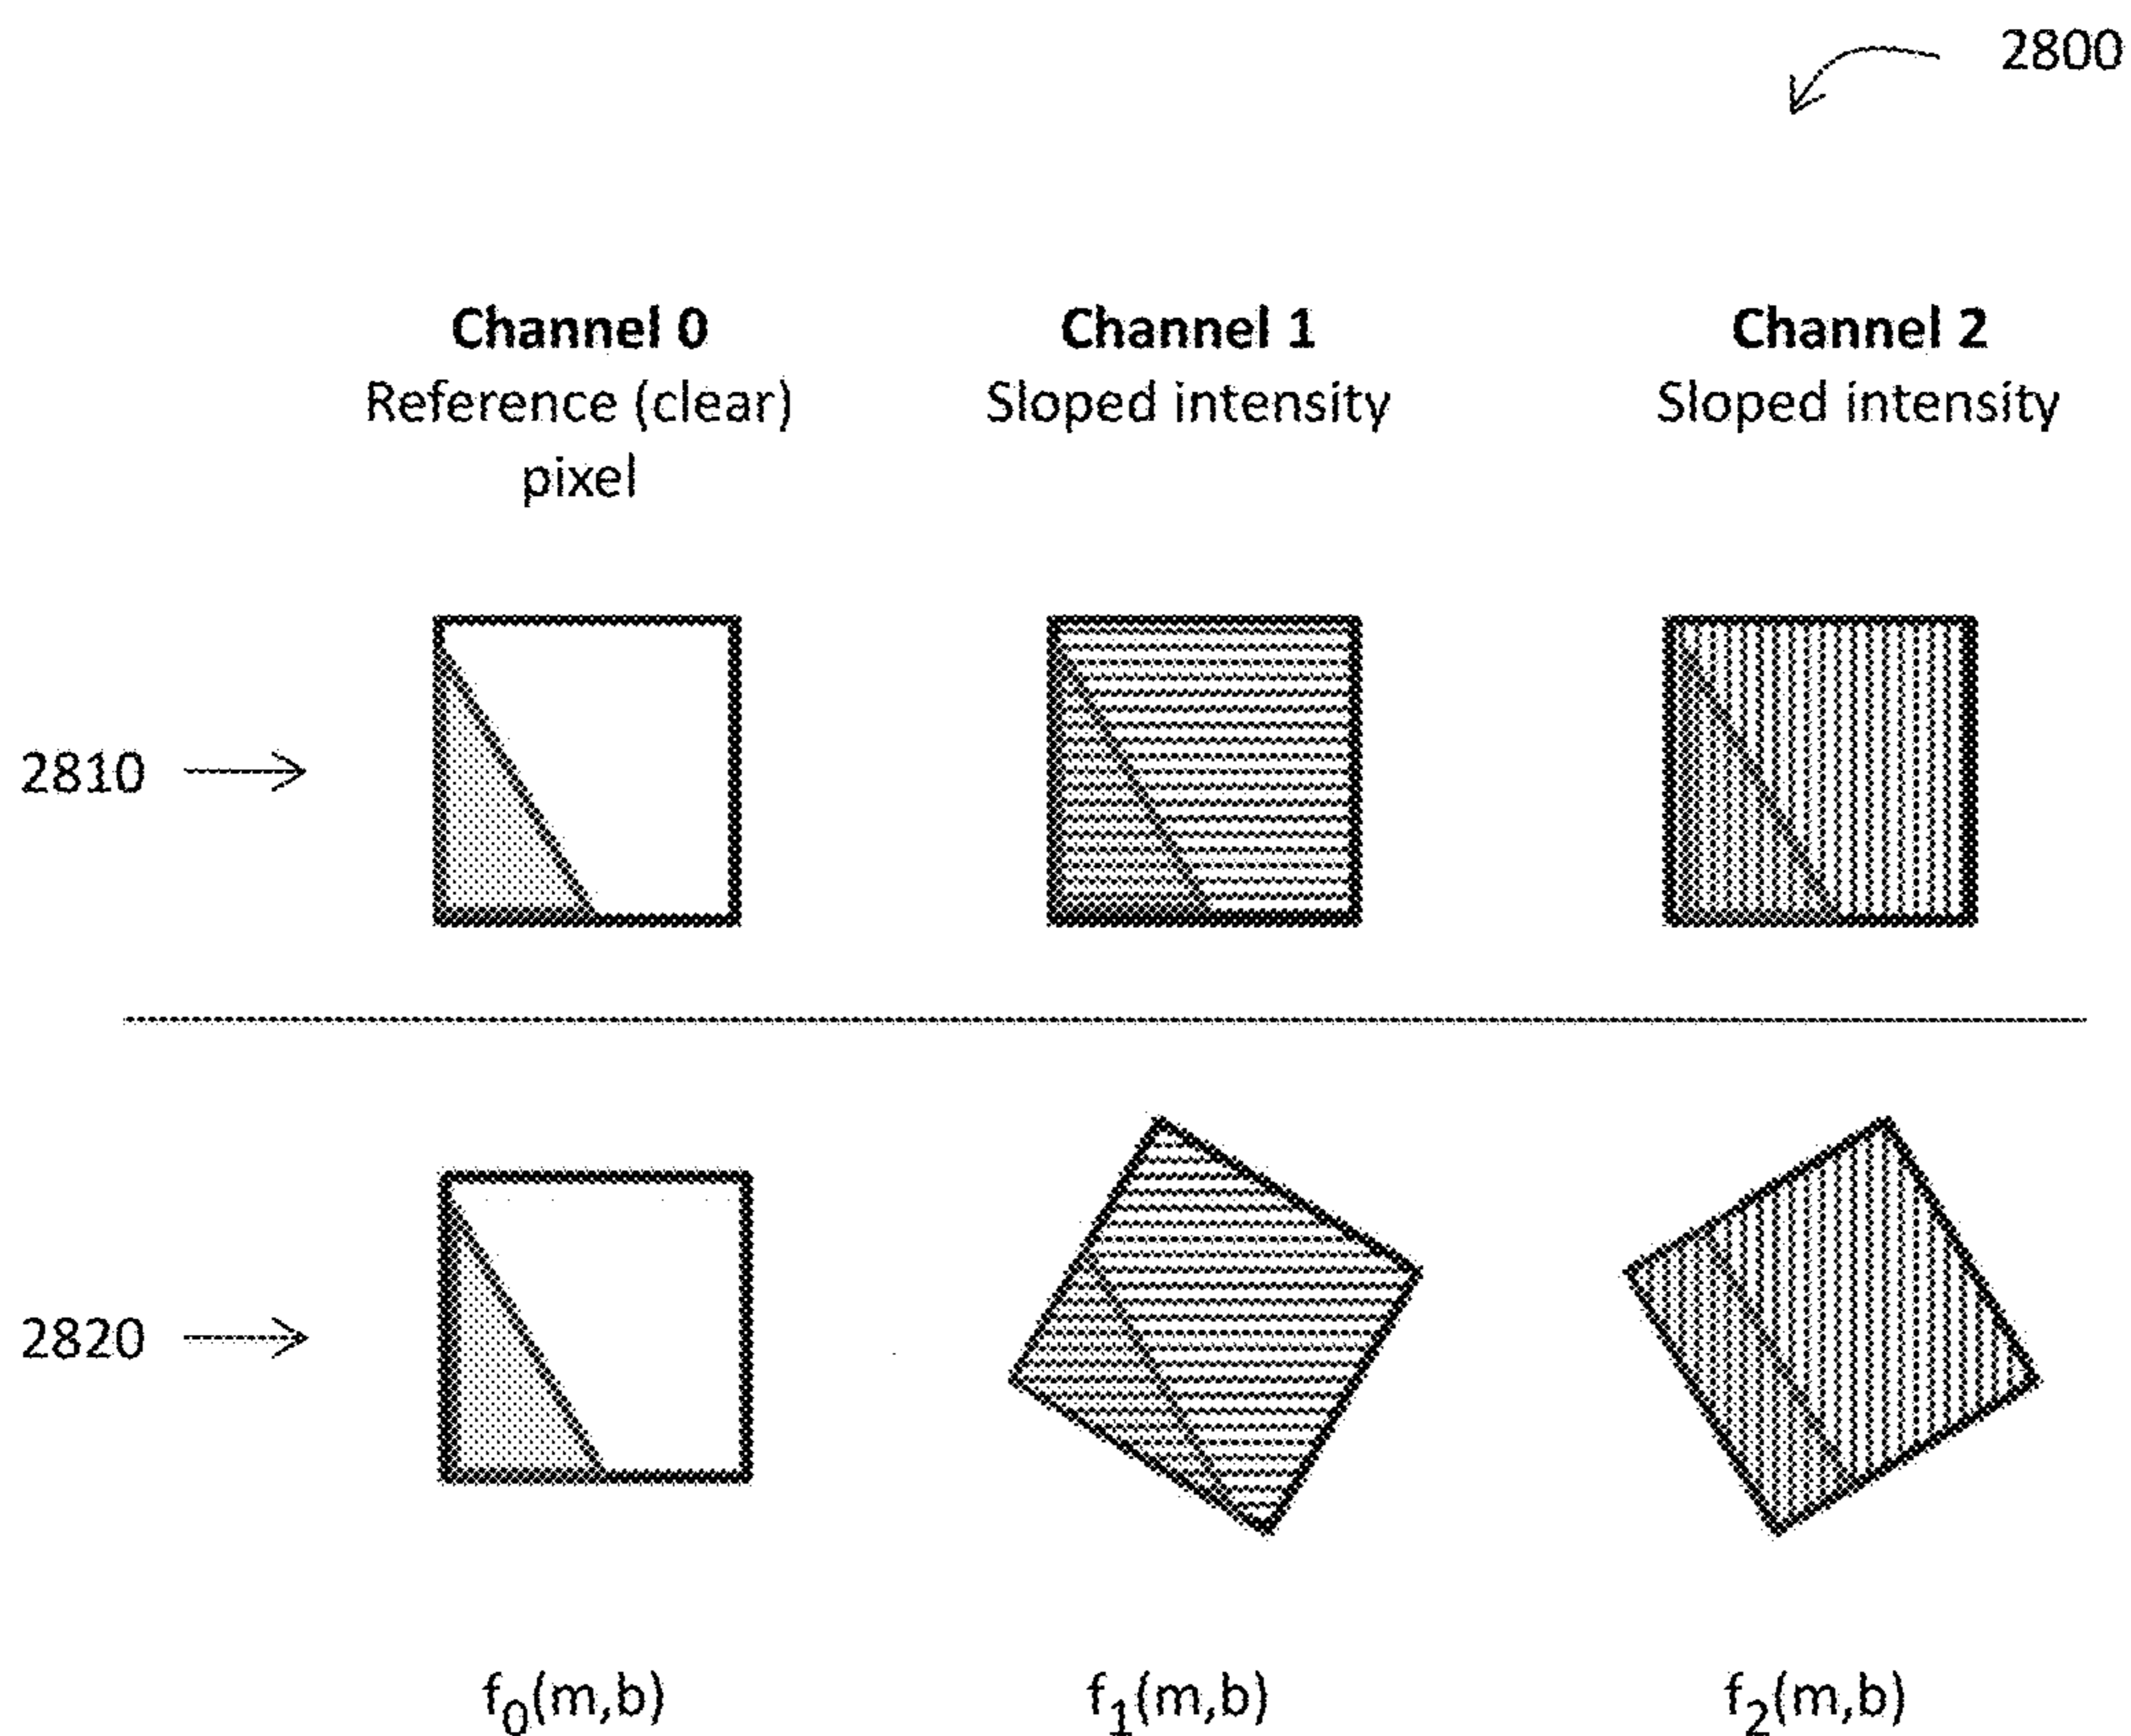 2800
Channel 0
Reference (clear)
pixel
Channel 1
Sloped intensity
Channel 2
Sloped intensity
2810
2820
f₀(m,b)
f₁(m,b)
f₂(m,b)